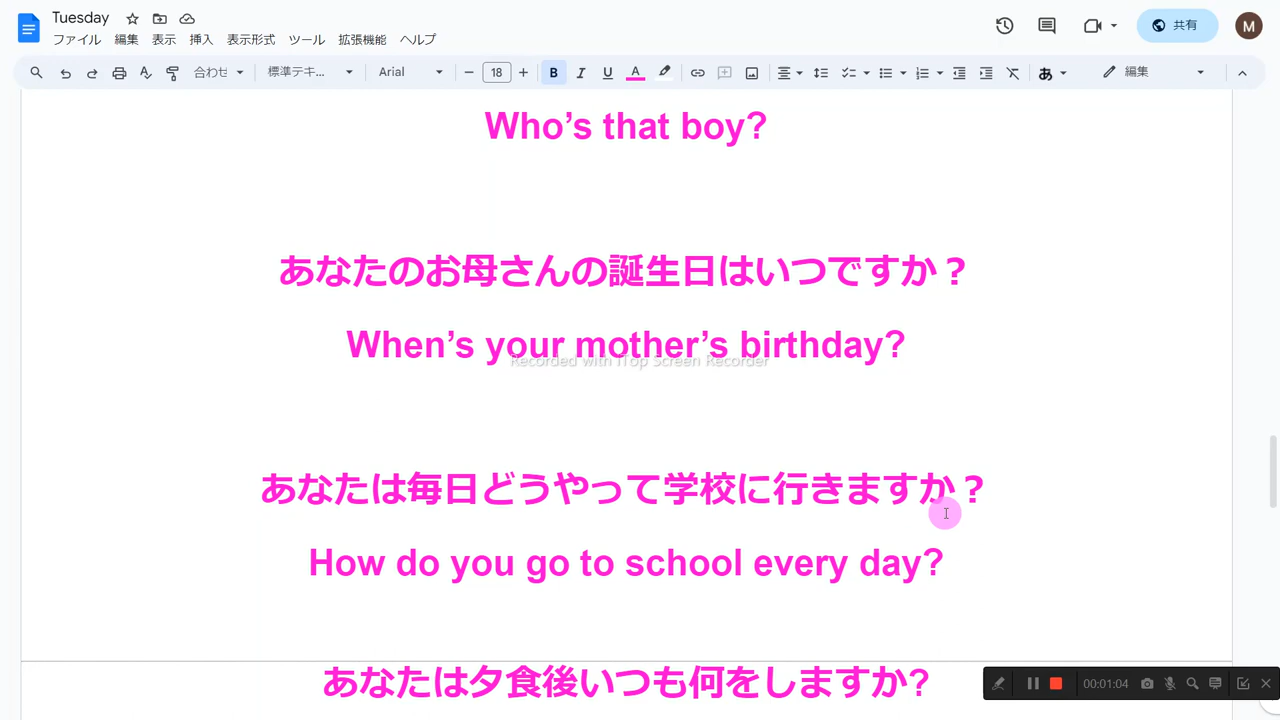 Tuesday
ファイル 編集 表示 挿入 表示形式 ツール 拡張機能 ヘルプ
共有
M
合わせ 標準テキ... Arial 18 B I U A あ 編集
Who's that boy?
あなたのお母さんの誕生日はいつですか？
When's your mother's birthday?
Recorded with iTop Screen Recorder
あなたは毎日どうやって学校に行きますか？
How do you go to school every day?
あなたは夕食後いつも何をしますか?
00:01:04